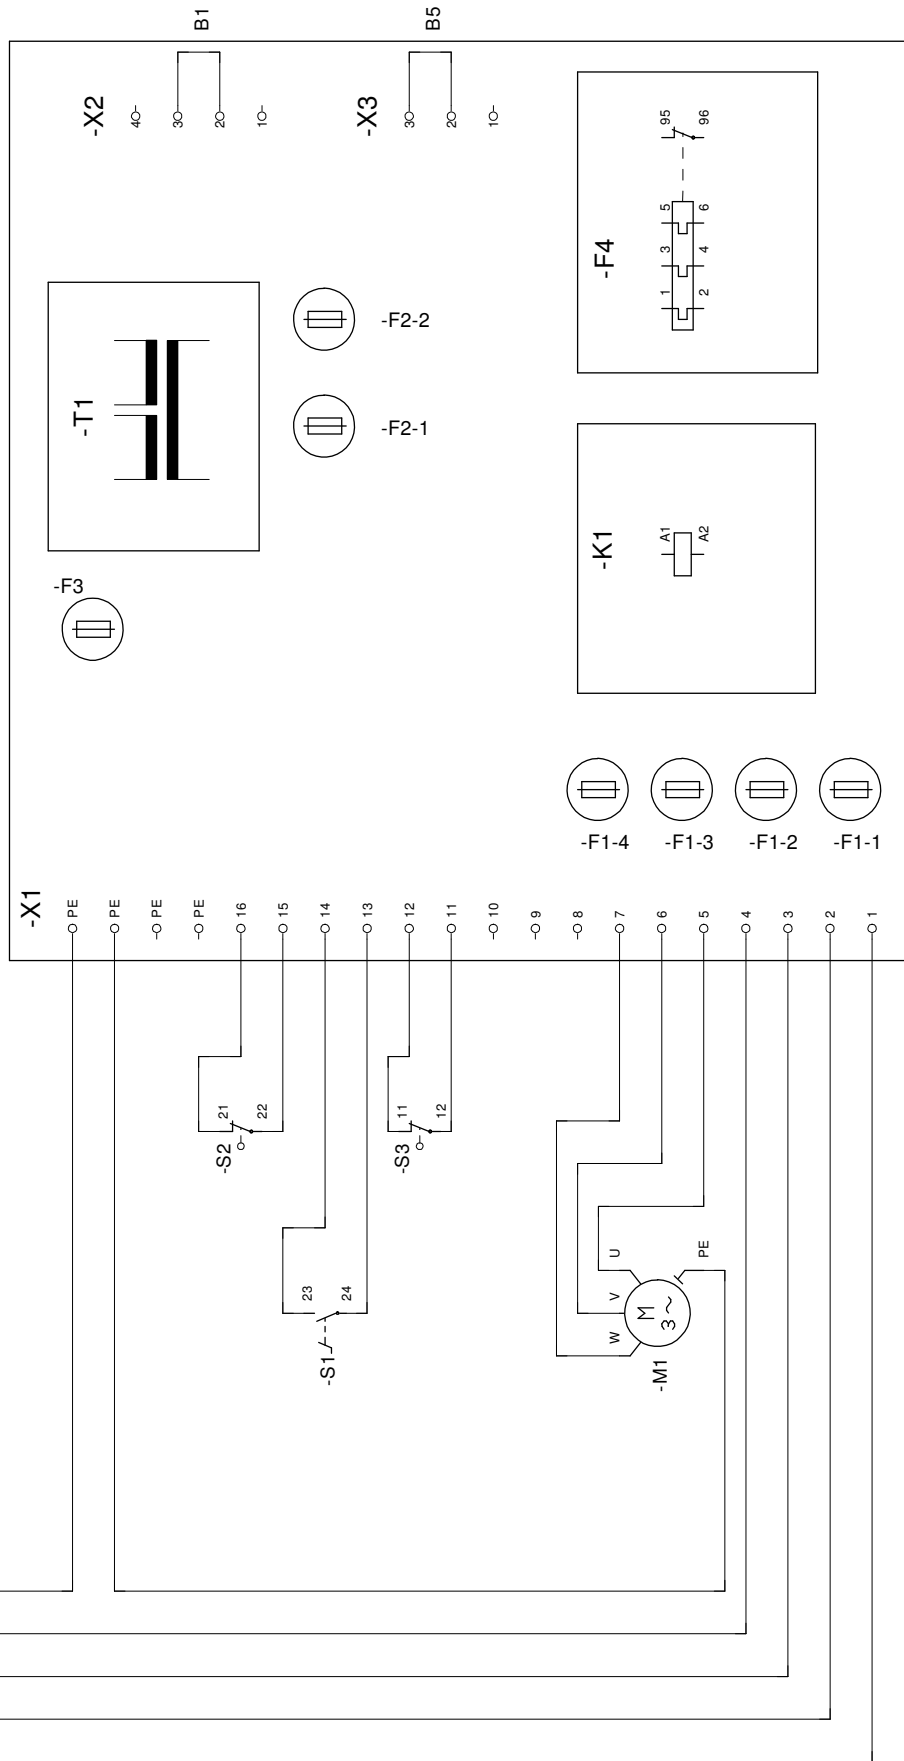 B1
B5
-X2
4
3
2
1
-X3
3
2
1
-T1
-F2-2
-F2-1
-F3
-F4
1
3
5
95
2
4
6
96
-K1
A1
A2
-F1-4
-F1-3
-F1-2
-F1-1
-X1
PE
PE
PE
PE
16
15
14
13
12
11
10
9
8
7
6
5
4
3
2
1
21
22
-S2
11
12
-S3
23
24
-S1
U
V
W
PE
M
3~
-M1